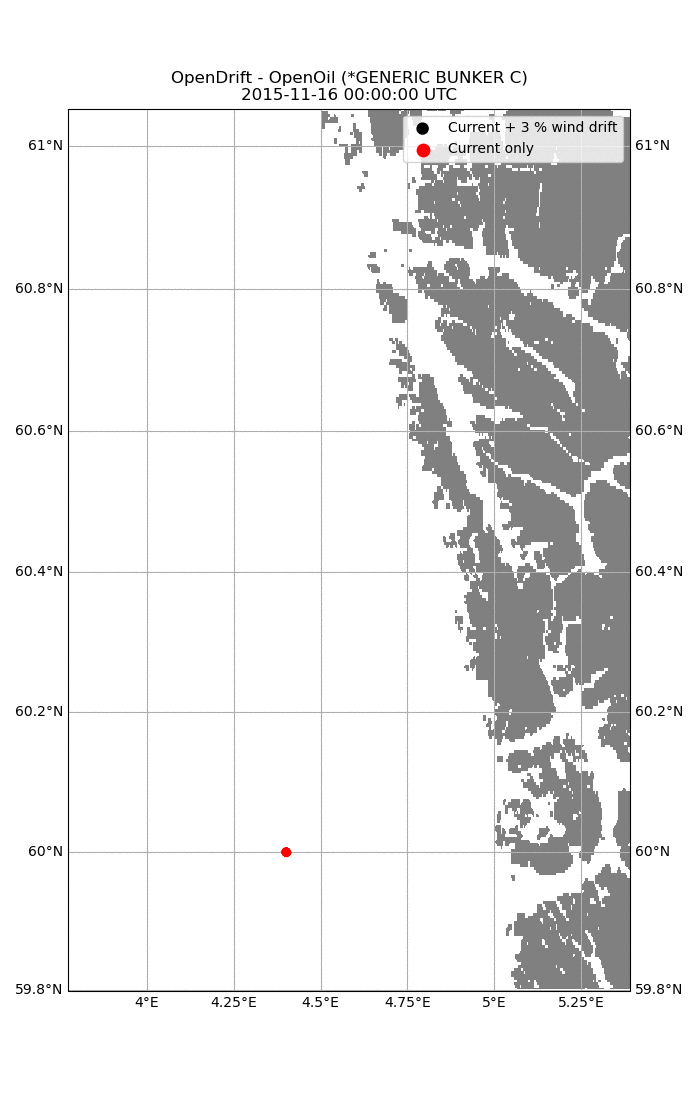 OpenDrift - OpenOil (*GENERIC BUNKER C)
2015-11-16 00:00:00 UTC
Current + 3 % wind drift
Current only
61°N 61°N
60.8°N 60.8°N
60.6°N 60.6°N
60.4°N 60.4°N
60.2°N 60.2°N
60°N 60°N
59.8°N 59.8°N
4°E 4.25°E 4.5°E 4.75°E 5°E 5.25°E